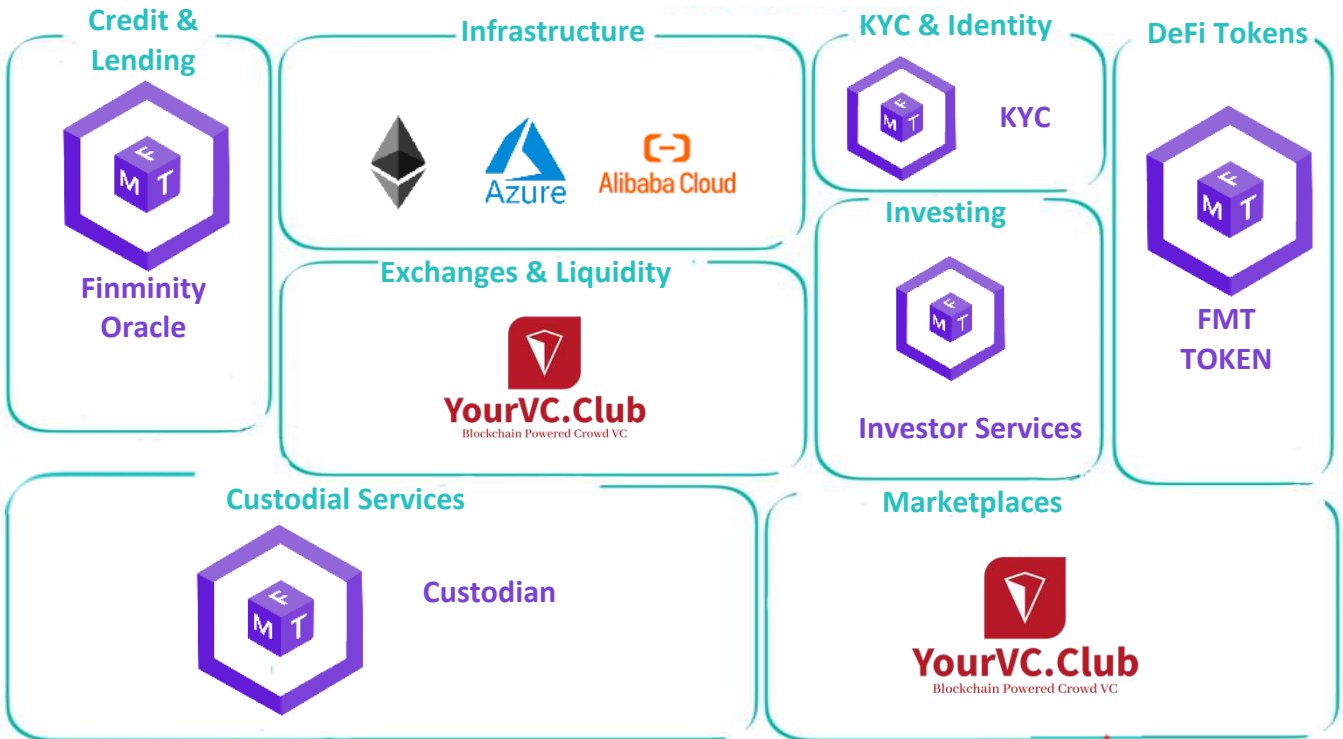 Credit &
Lending
F
M T
Finminity
Oracle
Infrastructure
Azure
Alibaba Cloud
KYC & Identity
F
M T
KYC
DeFi Tokens
F
M T
FMT
TOKEN
Exchanges & Liquidity
YourVC.Club
Blockchain Powered Crowd VC
Investing
F
M T
Investor Services
Custodial Services
F
M T
Custodian
Marketplaces
YourVC.Club
Blockchain Powered Crowd VC